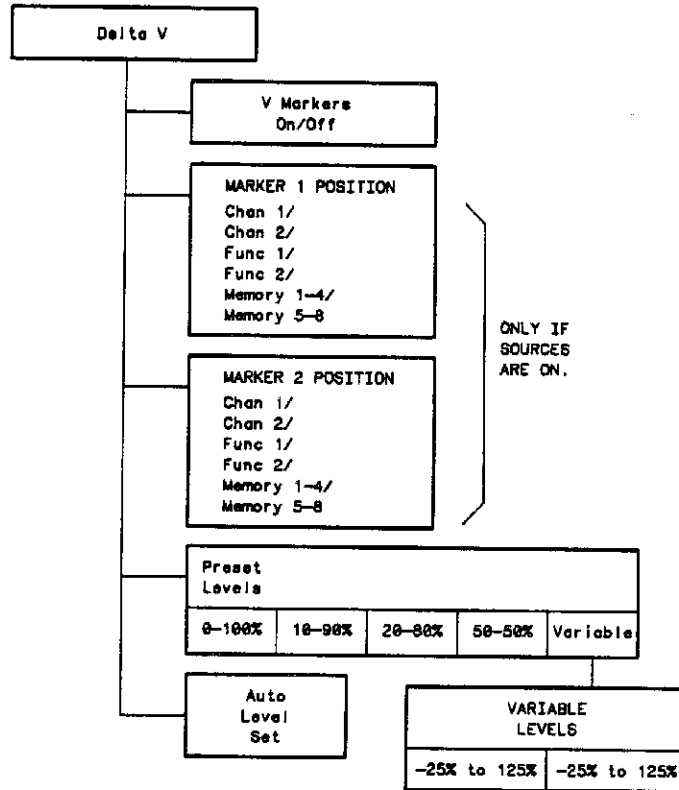 Delta V
V Markers
On/Off
MARKER 1 POSITION
Chan 1/
Chan 2/
Func 1/
Func 2/
Memory 1-4/
Memory 5-8
ONLY IF
SOURCES
ARE ON.
MARKER 2 POSITION
Chan 1/
Chan 2/
Func 1/
Func 2/
Memory 1-4/
Memory 5-8
Preset
Levels
0-100% 10-90% 20-80% 50-50% Variable
Auto
Level
Set
VARIABLE
LEVELS
-25% to 125% -25% to 125%